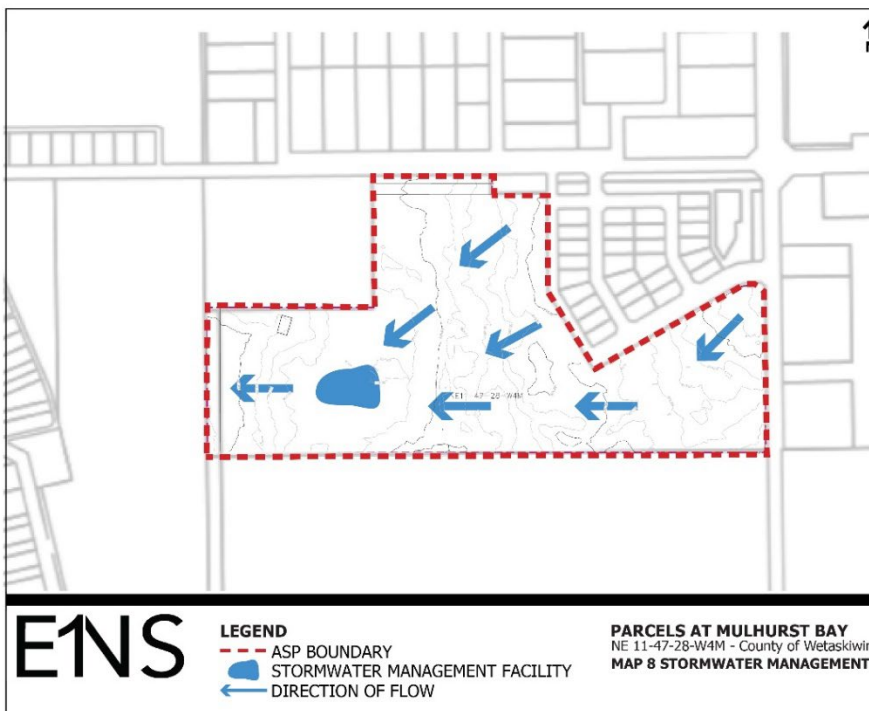 E1NS
LEGEND
ASP BOUNDARY
STORMWATER MANAGEMENT FACILITY
DIRECTION OF FLOW
PARCELS AT MULHURST BAY
NE 11-47-28-W4M - County of Wetaskiwin
MAP 8 STORMWATER MANAGEMENT